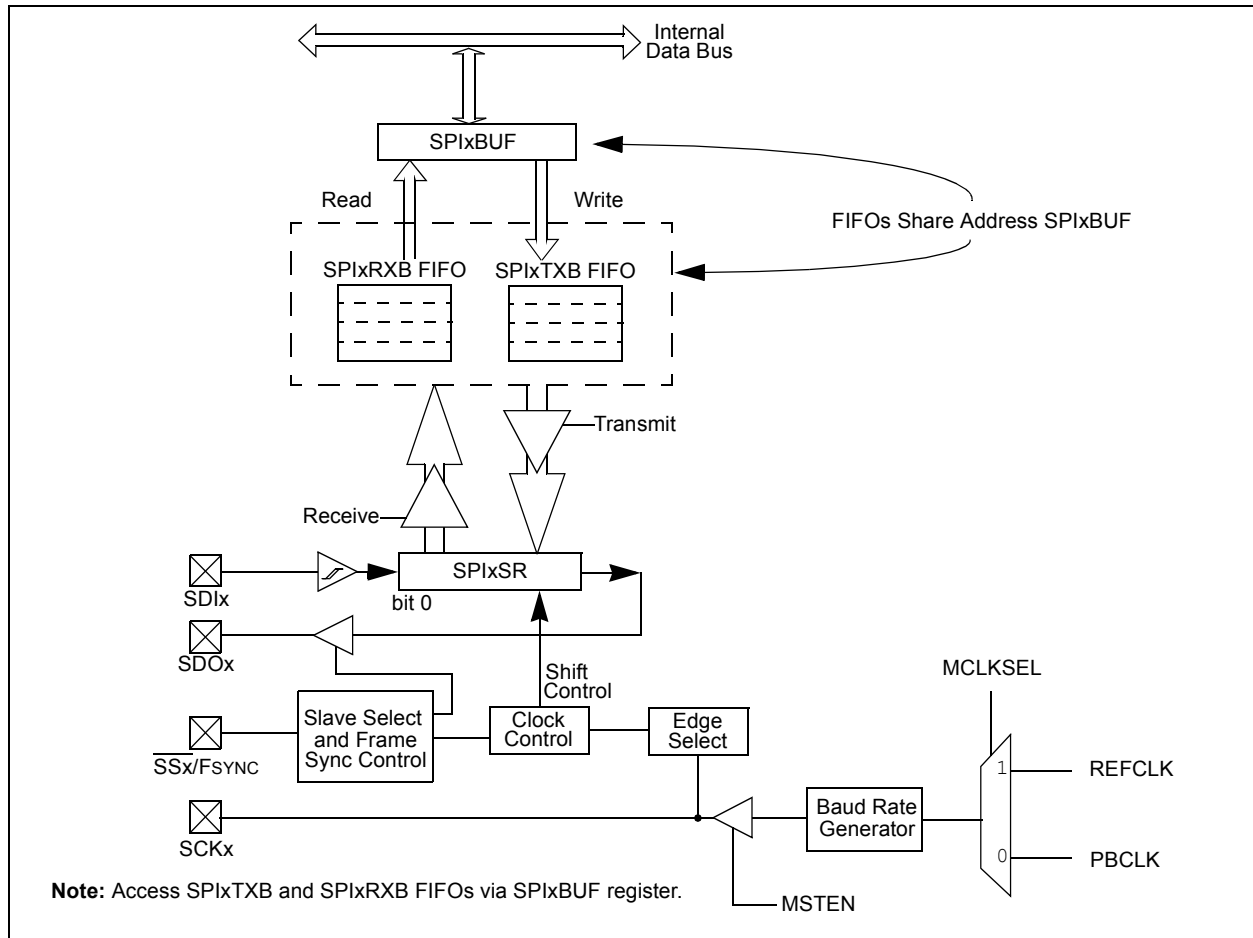 Internal
Data Bus
SPIxBUF
Read
Write
FIFOs Share Address SPIxBUF
SPIxRXB FIFO
SPIxTXB FIFO
Transmit
Receive
SPIxSR
SDIx
bit 0
SDOx
Shift
Control
MCLKSEL
Slave Select
and Frame
Sync Control
Clock
Control
Edge
Select
SSx/FSYNC
1
REFCLK
Baud Rate
Generator
SCKx
0
PBCLK
Note: Access SPIxTXB and SPIxRXB FIFOs via SPIxBUF register.
MSTEN